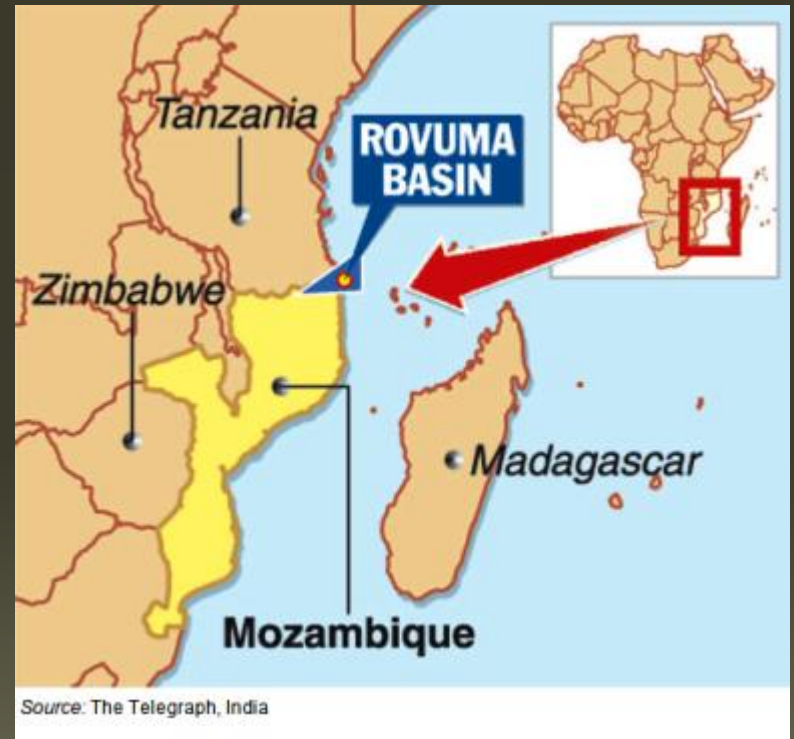 Tanzania
ROVUMA
BASIN
Zimbabwe
Madagascar
Mozambique
Source: The Telegraph, India